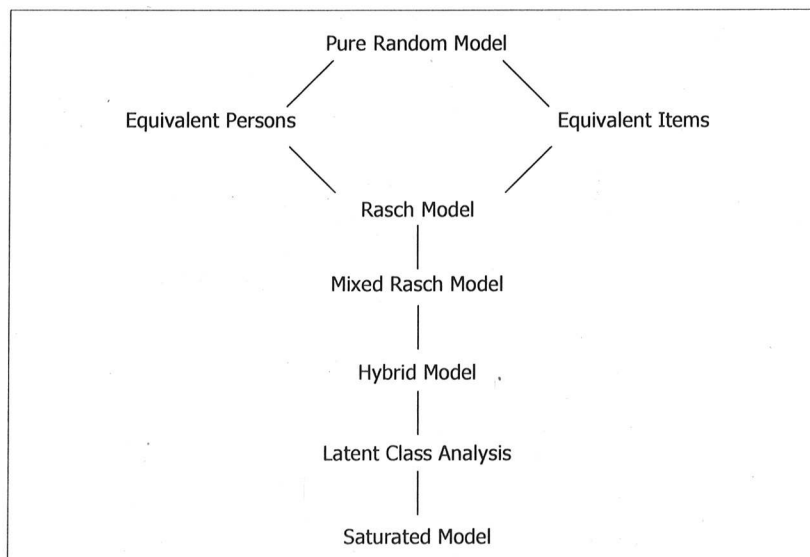 Pure Random Model
Equivalent Persons Equivalent Items
Rasch Model
Mixed Rasch Model
Hybrid Model
Latent Class Analysis
Saturated Model